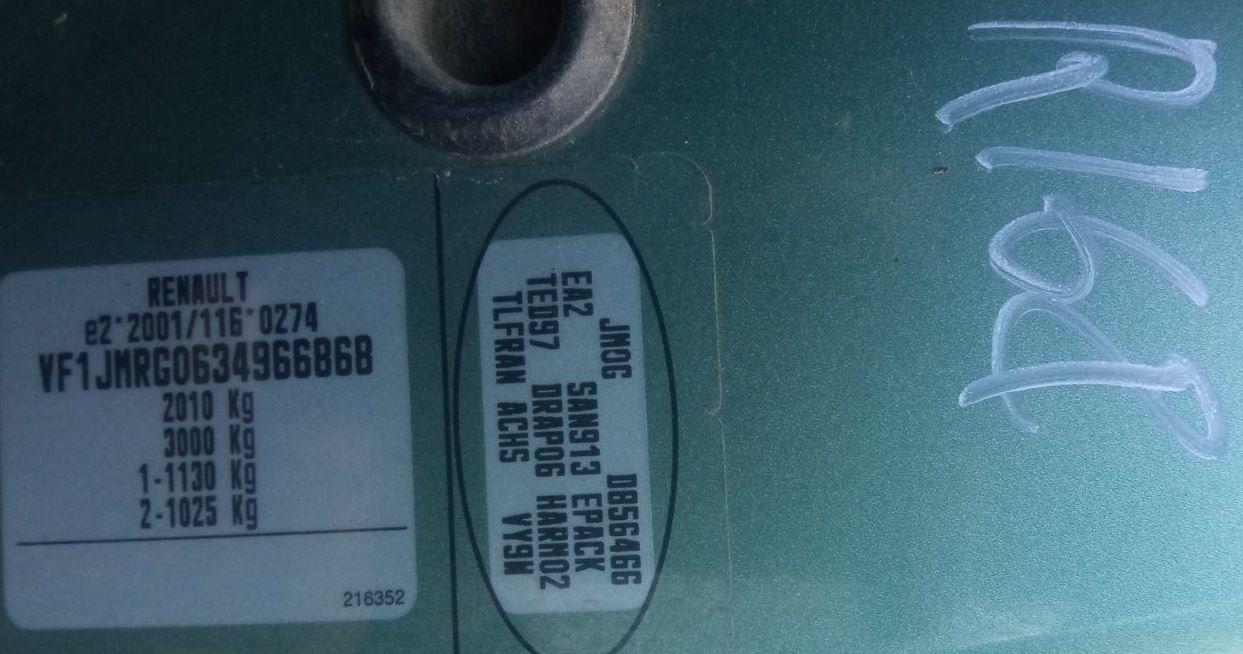 RENAULT
e2*2001/116*0274
VF1JMRG0634966868
2010 Kg
3000 Kg
1-1130 Kg
2-1025 Kg
216352
JM0G D856466
EA2 SAN913 EPACK
TED97 DRAP06 HARM02
TLFRAN ACHS VY9W